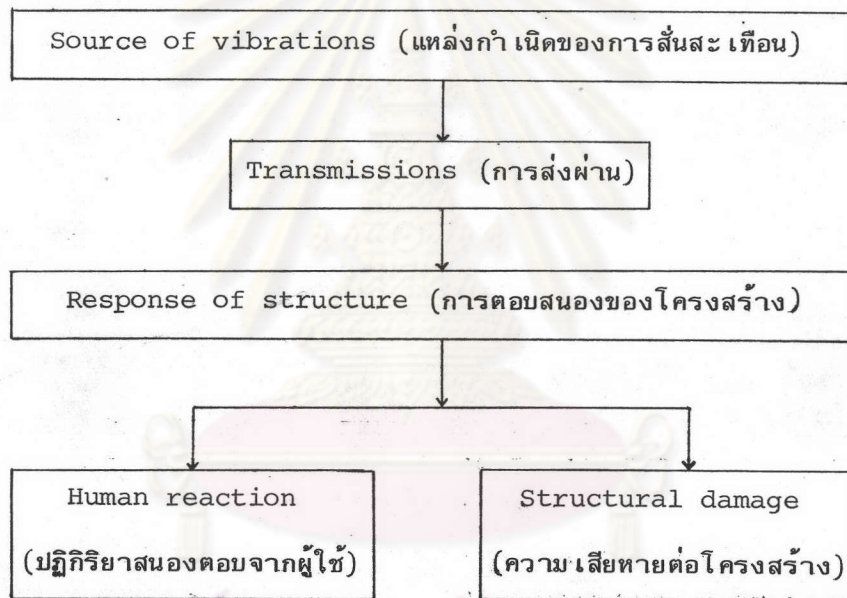 Source of vibrations (แหล่งกำเนิดของการสั่นสะเทือน)
Transmissions (การส่งผ่าน)
Response of structure (การตอบสนองของโครงสร้าง)
Human reaction
(ปฏิกิริยาสนองตอบจากผู้ใช้)
Structural damage
(ความเสียหายต่อโครงสร้าง)